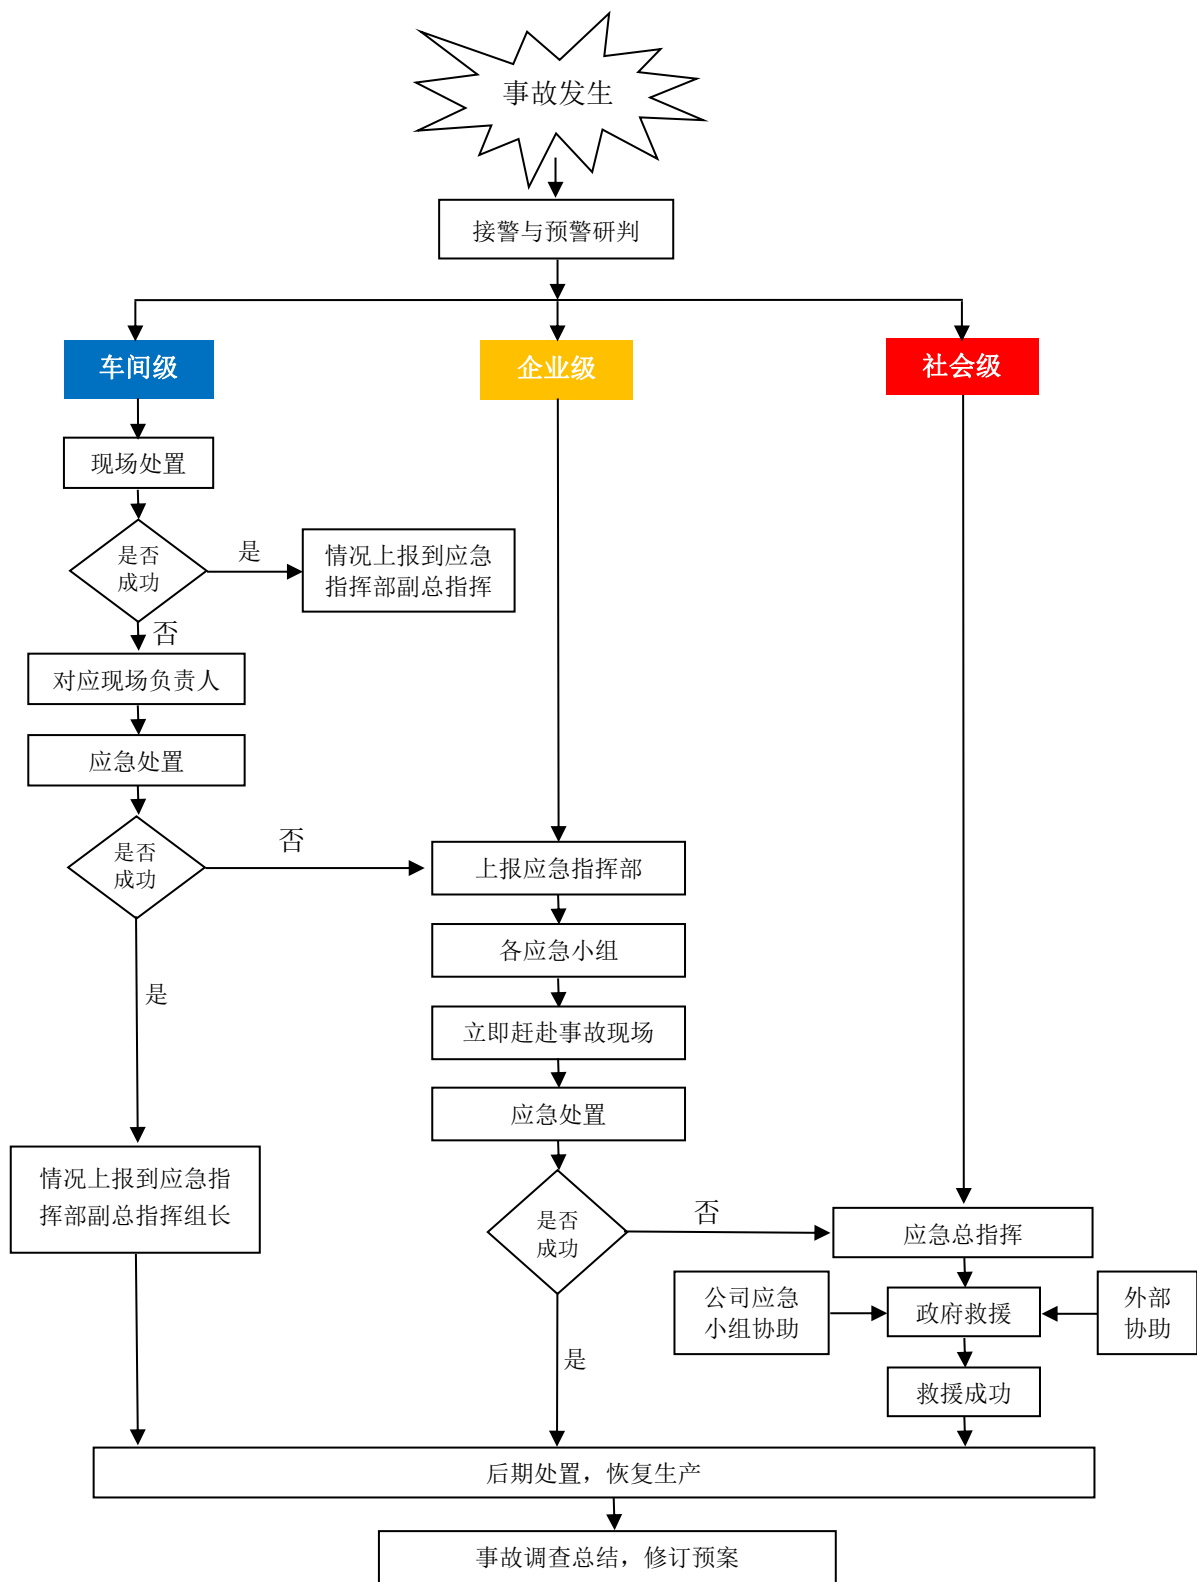 事故发生
接警与预警研判
车间级
企业级
社会级
现场处置
是否
成功
是
情况上报到应急
指挥部副总指挥
否
对应现场负责人
应急处置
是否
成功
否
上报应急指挥部
各应急小组
是
立即赶赴事故现场
应急处置
情况上报到应急指
挥部副总指挥组长
是否
成功
否
应急总指挥
公司应急
小组协助
政府救援
外部
协助
是
救援成功
后期处置，恢复生产
事故调查总结，修订预案